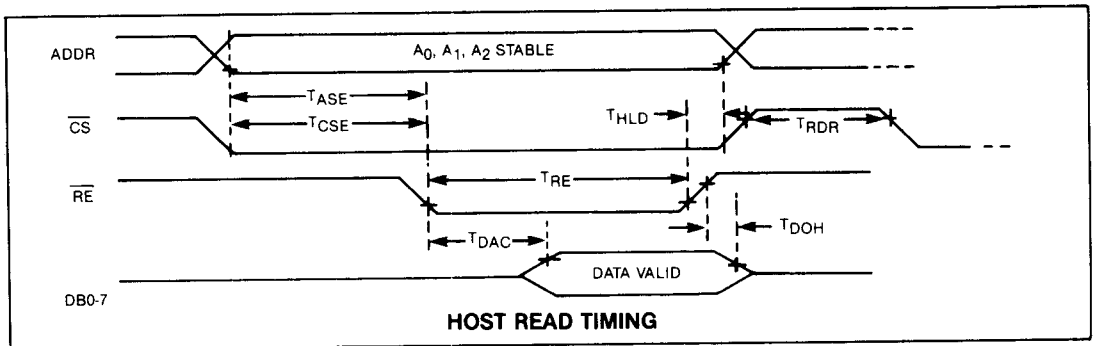 ADDR
A0, A1, A2 STABLE
TASE
THLD
CS
TCSE
TRDR
RE
TRE
TDAC
TDOH
DB0-7
DATA VALID
HOST READ TIMING